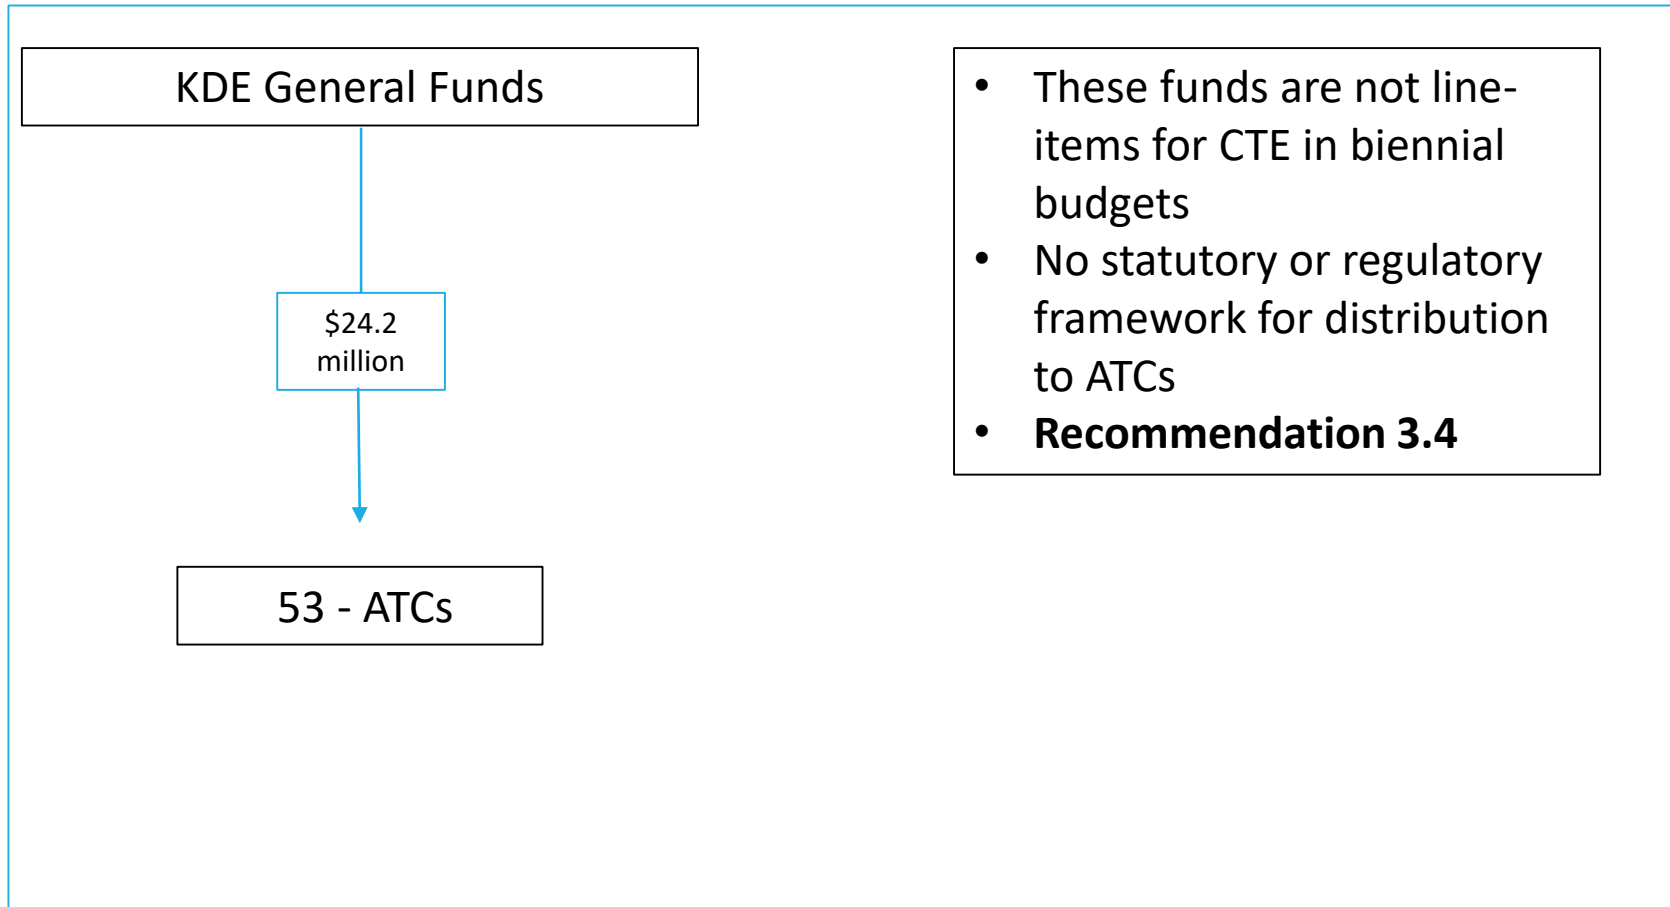 KDE General Funds
$24.2
million
53 - ATCs
• These funds are not line-
items for CTE in biennial
budgets
• No statutory or regulatory
framework for distribution
to ATCs
• Recommendation 3.4